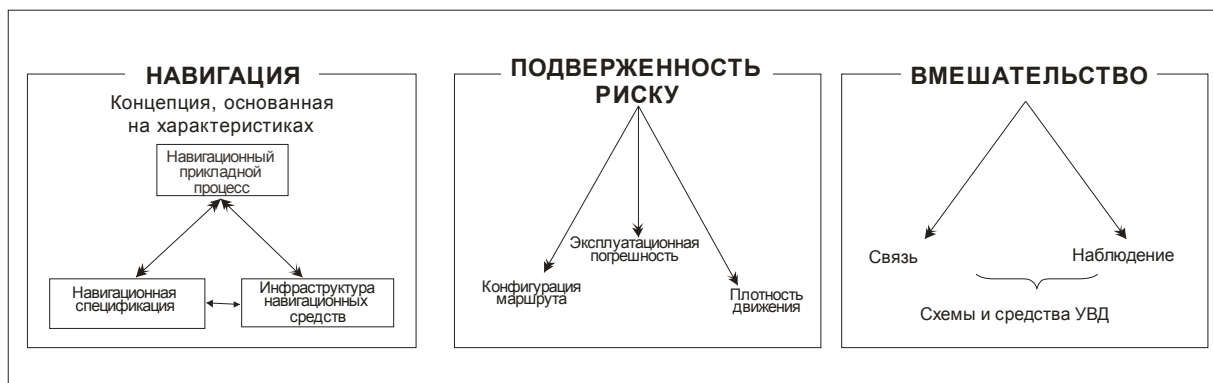 НАВИГАЦИЯ
Концепция, основанная
на характеристиках
Навигационный
прикладной
процесс
Навигационная
спецификация
Инфраструктура
навигационных
средств
ПОДВЕРЖЕННОСТЬ
РИСКУ
Эксплуатационная
погрешность
Конфигурация
маршрута
Плотность
движения
ВМЕШАТЕЛЬСТВО
Связь
Наблюдение
Схемы и средства УВД